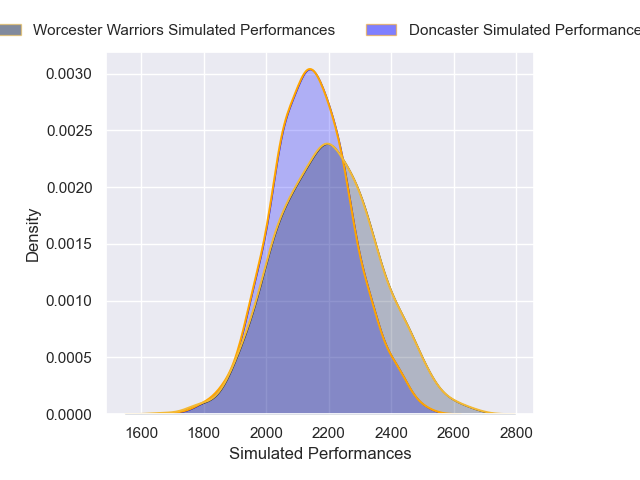 Worcester Warriors Simulated Performances
Doncaster Simulated Performance
0.0030
0.0025
0.0020
0.0015
0.0010
0.0005
0.0000
Density
1600 1800 2000 2200 2400 2600 2800
Simulated Performances